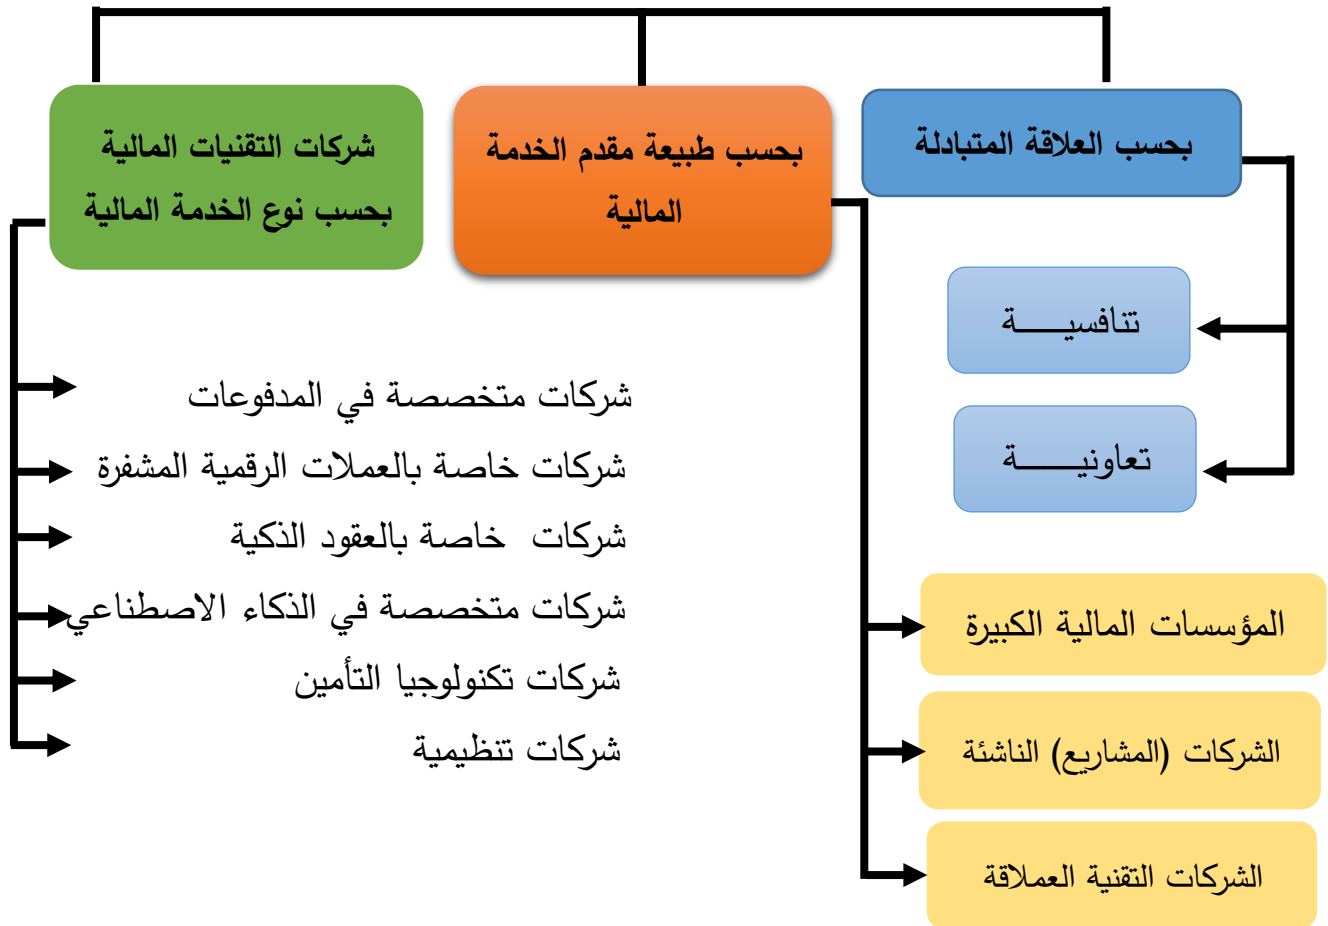 بحسب العلاقة المتبادلة
تنافسيـــــة
تعاونيـــــة
بحسب طبيعة مقدم الخدمة
المالية
المؤسسات المالية الكبيرة
الشركات (المشاريع) الناشئة
الشركات التقنية العملاقة
شركات التقنيات المالية
بحسب نوع الخدمة المالية
شركات متخصصة في المدفوعات
شركات خاصة بالعملات الرقمية المشفرة
شركات خاصة بالعقود الذكية
شركات متخصصة في الذكاء الاصطناعي
شركات تكنولوجيا التأمين
شركات تنظيمية